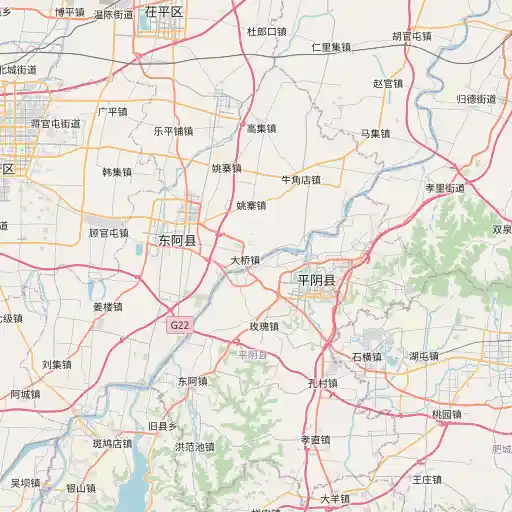 温陈街道
博平镇
茌平区
杜郎口镇
仁里集镇
胡官屯镇
北城街道
赵官镇
归德街道
广平镇
蒋官屯街道
乐平铺镇
高集镇
马集镇
韩集镇
姚寨镇
牛角店镇
孝里街道
姚寨镇
顾官屯镇
东阿县
双泉
大桥镇
平阴县
姜楼镇
G22
玫瑰镇
平阴县
石横镇
湖屯镇
刘集镇
东阿镇
孔村镇
阿城镇
旧县乡
桃园镇
斑鸠店镇
洪范池镇
孝直镇
肥城
吴坝镇
银山镇
王庄镇
大羊镇